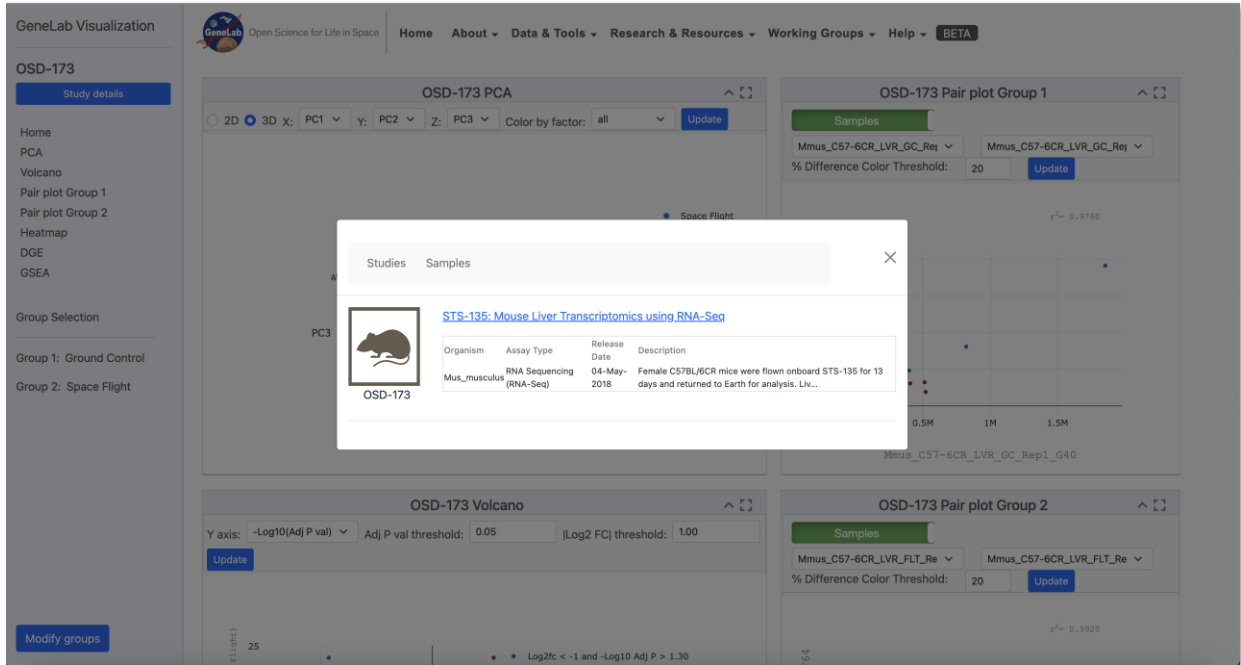 GeneLab Visualization
OSD-173
Study details
Home
PCA
Volcano
Pair plot Group 1
Pair plot Group 2
Heatmap
DGE
GSEA
Group Selection
Group 1: Ground Control
Group 2: Space Flight
Modify groups
GeneLab Open Science for Life in Space Home About Data & Tools Research & Resources Working Groups Help BETA
OSD-173 PCA
2D 3D X: PC1 Y: PC2 Z: PC3 Color by factor: all Update
Space Flight
PC3
OSD-173 Pair plot Group 1
Samples
Mmus_C57-6CR_LVR_GC_Rep Mmus_C57-6CR_LVR_GC_Rep
% Difference Color Threshold: 20 Update
r²= 0.9760
0.5M 1M 1.5M
Mmus_C57-6CR_LVR_GC_Rep1_G40
Studies Samples
STS-135: Mouse Liver Transcriptomics using RNA-Seq
Organism Assay Type Release Date Description
Mus_musculus RNA Sequencing (RNA-Seq) 04-May-2018 Female C57BL/6CR mice were flown onboard STS-135 for 13
days and returned to Earth for analysis. Liv...
OSD-173
OSD-173 Volcano
Y axis: -Log10(Adj P val) Adj P val threshold: 0.05 |Log2 FC| threshold: 1.00
Update
25
Log2fc < -1 and -Log10 Adj P > 1.30
OSD-173 Pair plot Group 2
Samples
Mmus_C57-6CR_LVR_FLT_Re Mmus_C57-6CR_LVR_FLT_Re
% Difference Color Threshold: 20 Update
r²= 0.9920